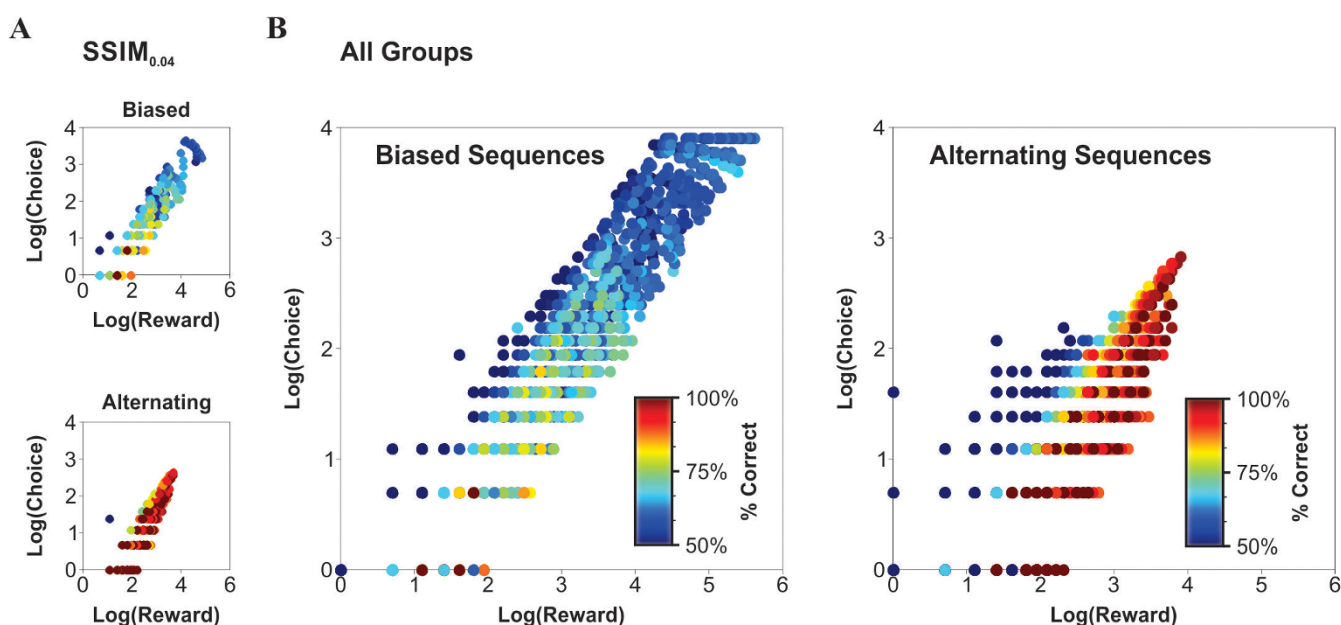 A
SSIM0.04
Biased
Log(Choice)
4
3
2
1
0
0
2
4
6
Log(Reward)
Alternating
Log(Choice)
4
3
2
1
0
0
2
4
6
Log(Reward)
B
All Groups
Biased Sequences
Log(Choice)
4
3
2
1
0
0
1
2
3
4
5
6
Log(Reward)
100%
75%
50%
% Correct
Alternating Sequences
Log(Choice)
4
3
2
1
0
0
1
2
3
4
5
6
Log(Reward)
100%
75%
50%
% Correct